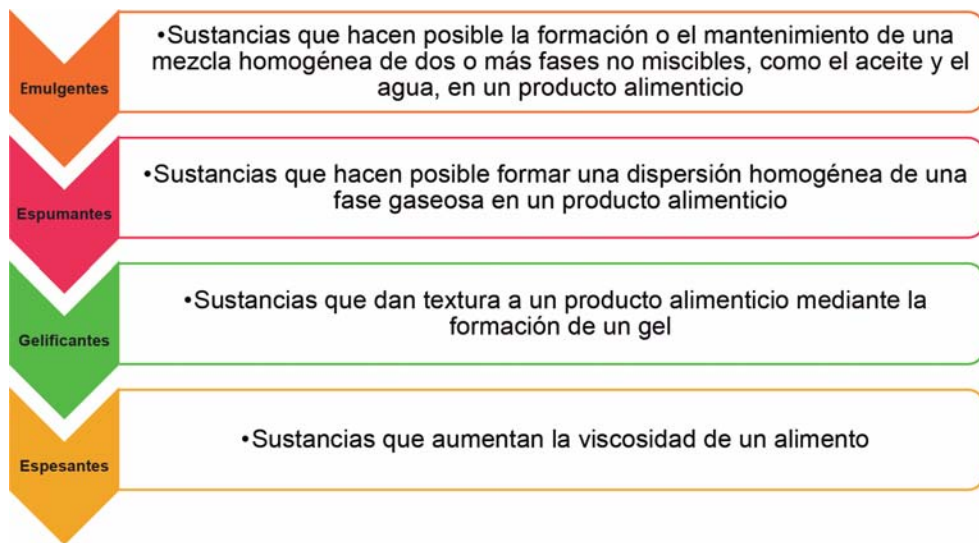 Emulgentes
•Sustancias que hacen posible la formación o el mantenimiento de una
mezcla homogénea de dos o más fases no miscibles, como el aceite y el
agua, en un producto alimenticio
Espumantes
•Sustancias que hacen posible formar una dispersión homogénea de una
fase gaseosa en un producto alimenticio
Gelificantes
•Sustancias que dan textura a un producto alimenticio mediante la
formación de un gel
Espesantes
•Sustancias que aumentan la viscosidad de un alimento